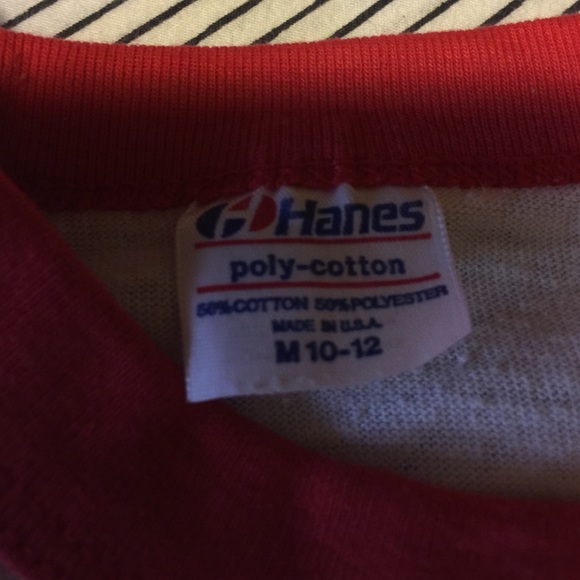 Hanes
poly-cotton
50%COTTON 50%POLYESTER
MADE IN U.S.A.
M 10-12